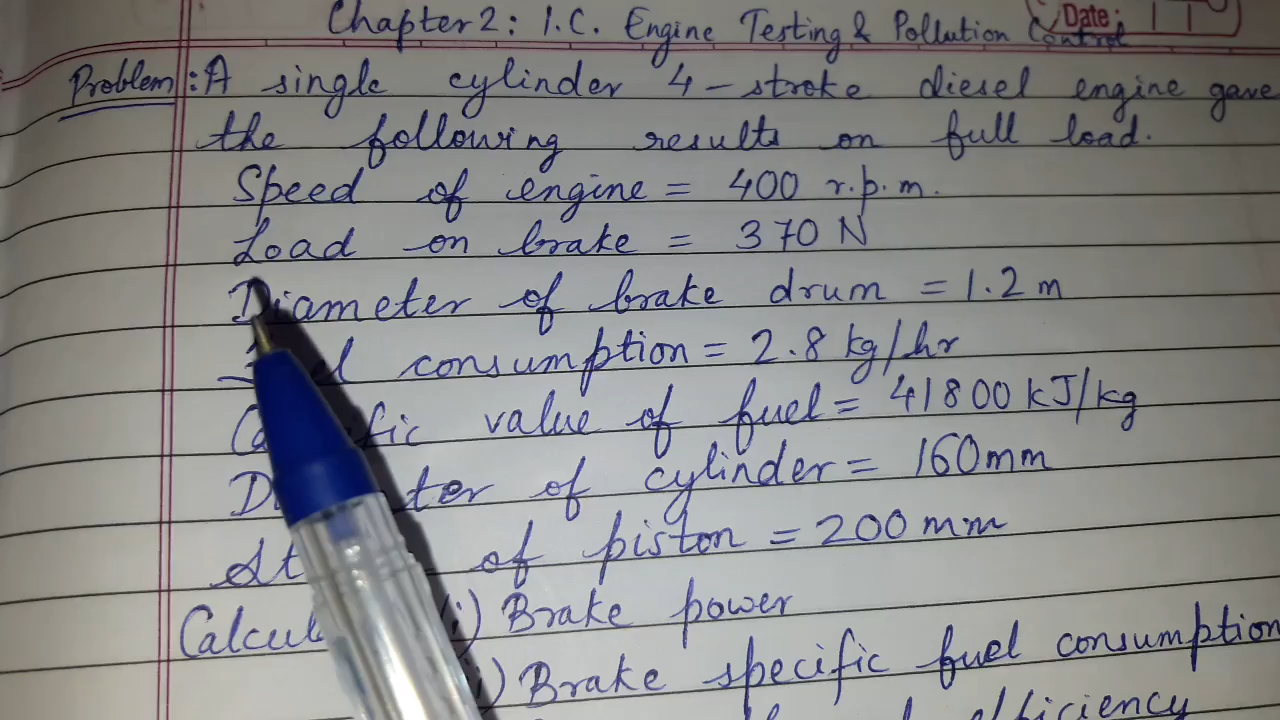 Chapter 2: I.C. Engine Testing & Pollution Control
Date:
Problem: A single cylinder 4-stroke diesel engine gave
the following results on full load.
Speed of engine = 400 r.p.m.
Load on brake = 370 N
Diameter of brake drum = 1.2 m
consumption = 2.8 kg/hr
value of fuel = 41800 kJ/kg
of cylinder = 160mm
of piston = 200 mm
(i) Brake power
Brake specific fuel consumption
efficiency